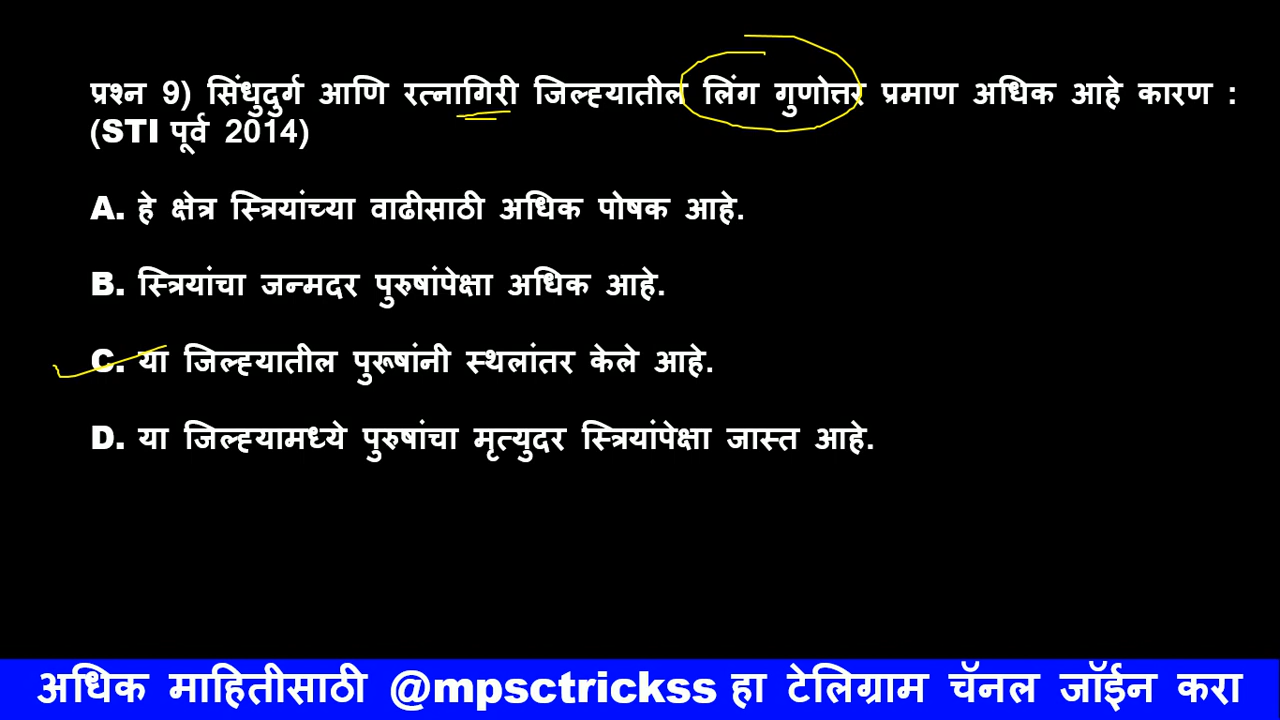 प्रश्न 9) सिंधुदुर्ग आणि रत्नागिरी जिल्ह्यातील लिंग गुणोत्तर प्रमाण अधिक आहे कारण :
(STI पूर्व 2014)
A. हे क्षेत्र स्त्रियांच्या वाढीसाठी अधिक पोषक आहे.
B. स्त्रियांचा जन्मदर पुरुषांपेक्षा अधिक आहे.
C. या जिल्ह्यातील पुरूषांनी स्थलांतर केले आहे.
D. या जिल्ह्यामध्ये पुरुषांचा मृत्युदर स्त्रियांपेक्षा जास्त आहे.
अधिक माहितीसाठी @mpsctrickss हा टेलिग्राम चॅनल जॉईन करा